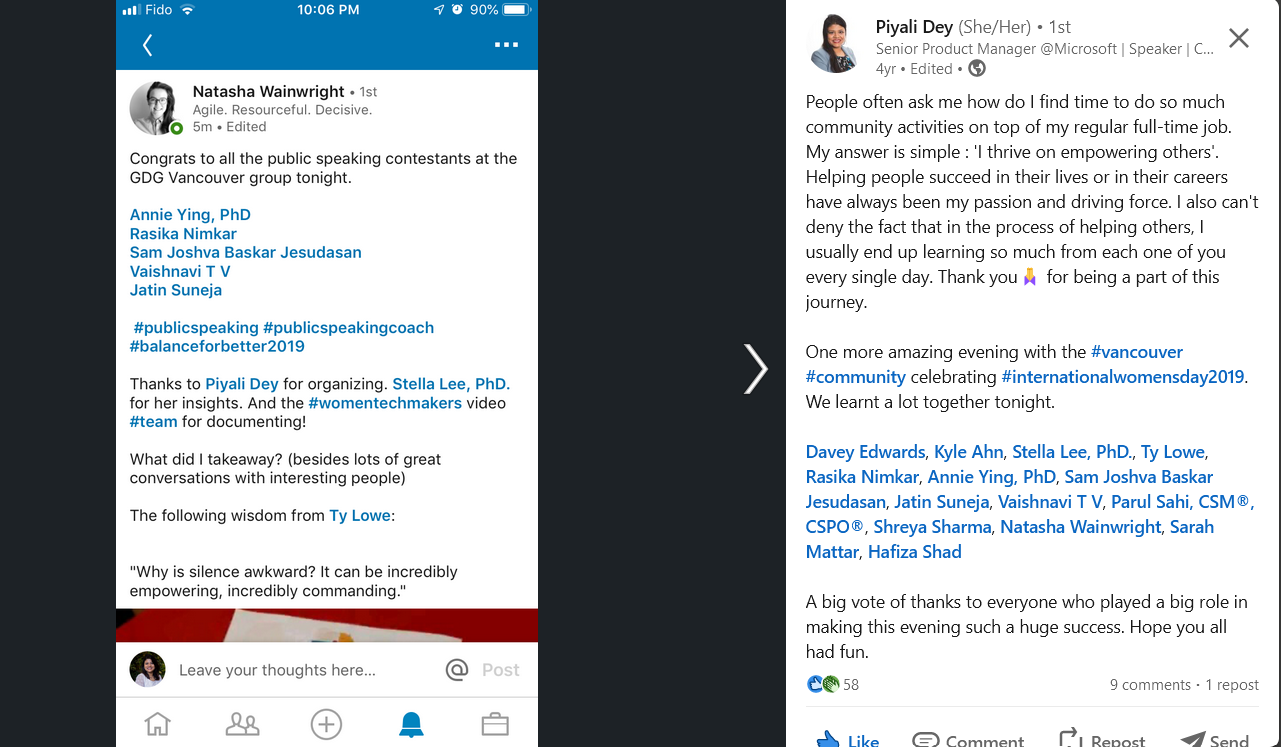 Fido
10:06 PM
90%
Natasha Wainwright • 1st
Agile. Resourceful. Decisive.
5m • Edited
Congrats to all the public speaking contestants at the
GDG Vancouver group tonight.
Annie Ying, PhD
Rasika Nimkar
Sam Joshva Baskar Jesudasan
Vaishnavi T V
Jatin Suneja
#publicspeaking #publicspeakingcoach
#balanceforbetter2019
Thanks to Piyali Dey for organizing. Stella Lee, PhD.
for her insights. And the #womentechmakers video
#team for documenting!
What did I takeaway? (besides lots of great
conversations with interesting people)
The following wisdom from Ty Lowe:
"Why is silence awkward? It can be incredibly
empowering, incredibly commanding."
Leave your thoughts here...
@ Post
Piyali Dey (She/Her) • 1st
Senior Product Manager @Microsoft | Speaker | C...
4yr • Edited •
People often ask me how do I find time to do so much
community activities on top of my regular full-time job.
My answer is simple : 'I thrive on empowering others'.
Helping people succeed in their lives or in their careers
have always been my passion and driving force. I also can't
deny the fact that in the process of helping others, I
usually end up learning so much from each one of you
every single day. Thank you🙏 for being a part of this
journey.
One more amazing evening with the #vancouver
#community celebrating #internationalwomensday2019.
We learnt a lot together tonight.
Davey Edwards, Kyle Ahn, Stella Lee, PhD., Ty Lowe,
Rasika Nimkar, Annie Ying, PhD, Sam Joshva Baskar
Jesudasan, Jatin Suneja, Vaishnavi T V, Parul Sahi, CSM®,
CSPO®, Shreya Sharma, Natasha Wainwright, Sarah
Mattar, Hafiza Shad
A big vote of thanks to everyone who played a big role in
making this evening such a huge success. Hope you all
had fun.
58
9 comments • 1 repost
Like
Comment
Repost
Send